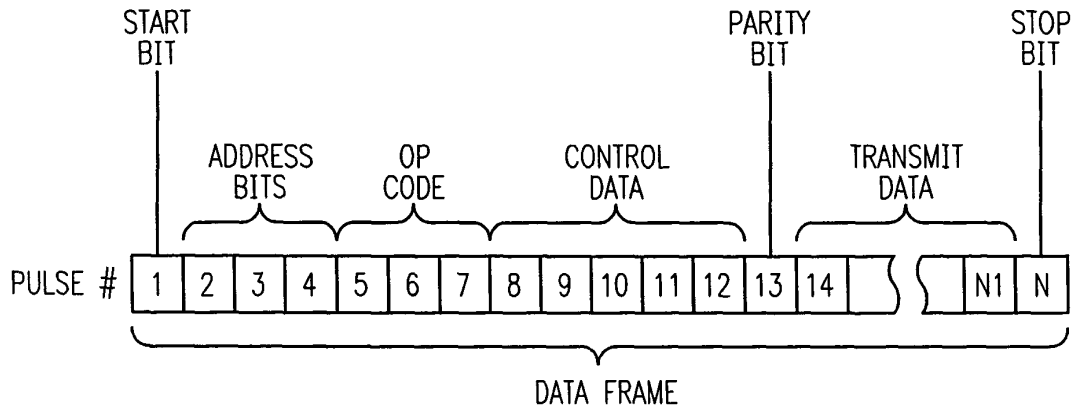 START
BIT
PARITY
BIT
STOP
BIT
ADDRESS
BITS
OP
CODE
CONTROL
DATA
TRANSMIT
DATA
PULSE # 1 2 3 4 5 6 7 8 9 10 11 12 13 14 N1 N
DATA FRAME